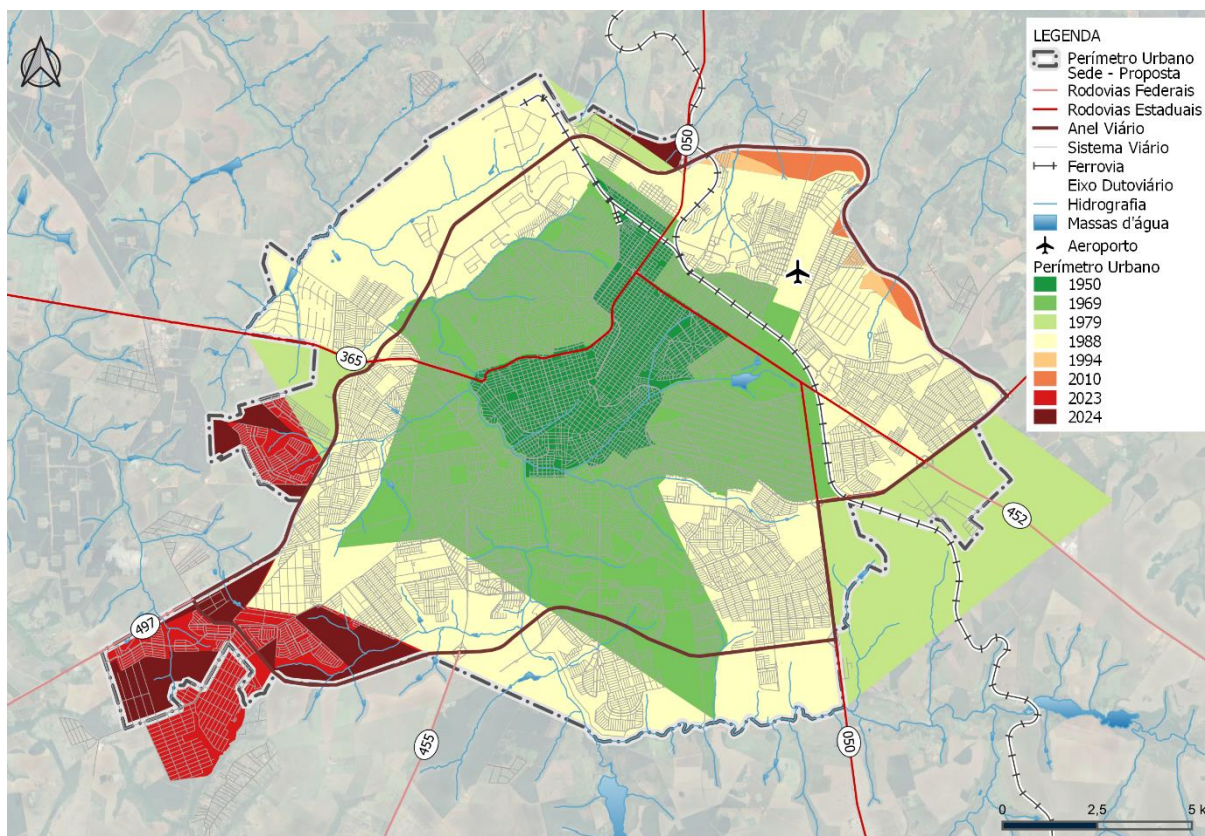 LEGENDA
Perímetro Urbano
Sede - Proposta
Rodovias Federais
Rodovias Estaduais
Anel Viário
Sistema Viário
Ferrovia
Eixo Dutoviário
Hidrografia
Massas d'água
Aeroporto
Perímetro Urbano
1950
1969
1979
1988
1994
2010
2023
2024
050
365
452
497
455
050
0 2,5 5 k